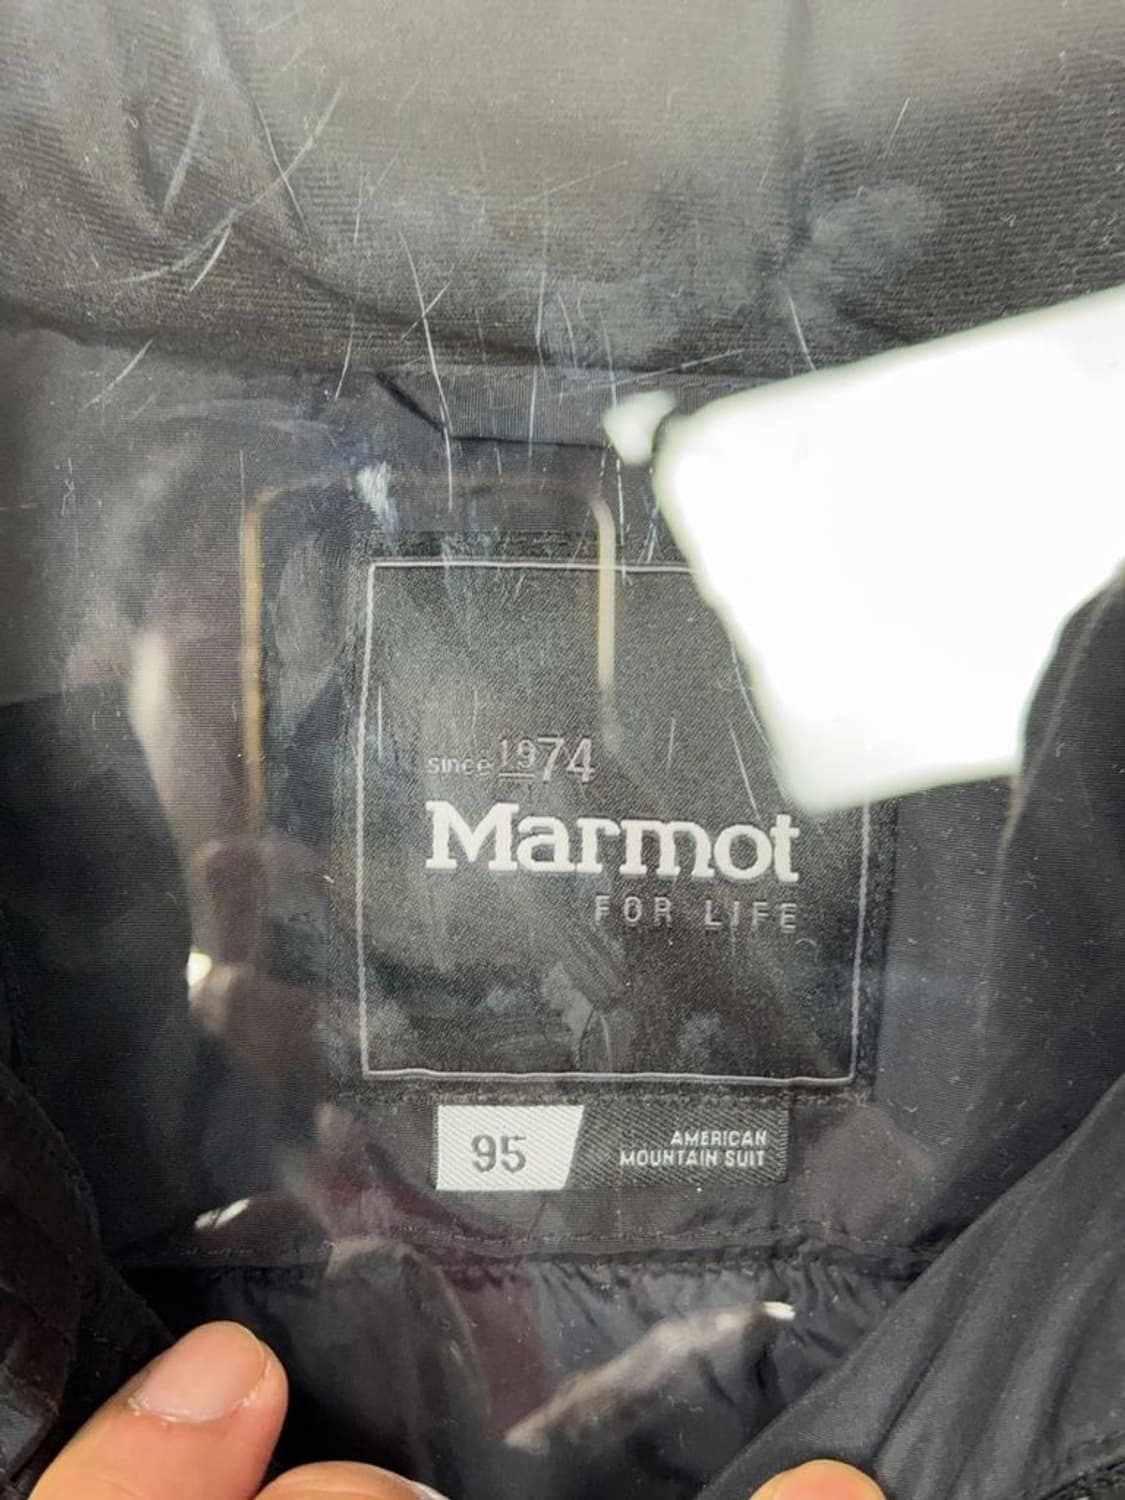 since 1974
Marmot
FOR LIFE
95
AMERICAN
MOUNTAIN SUIT